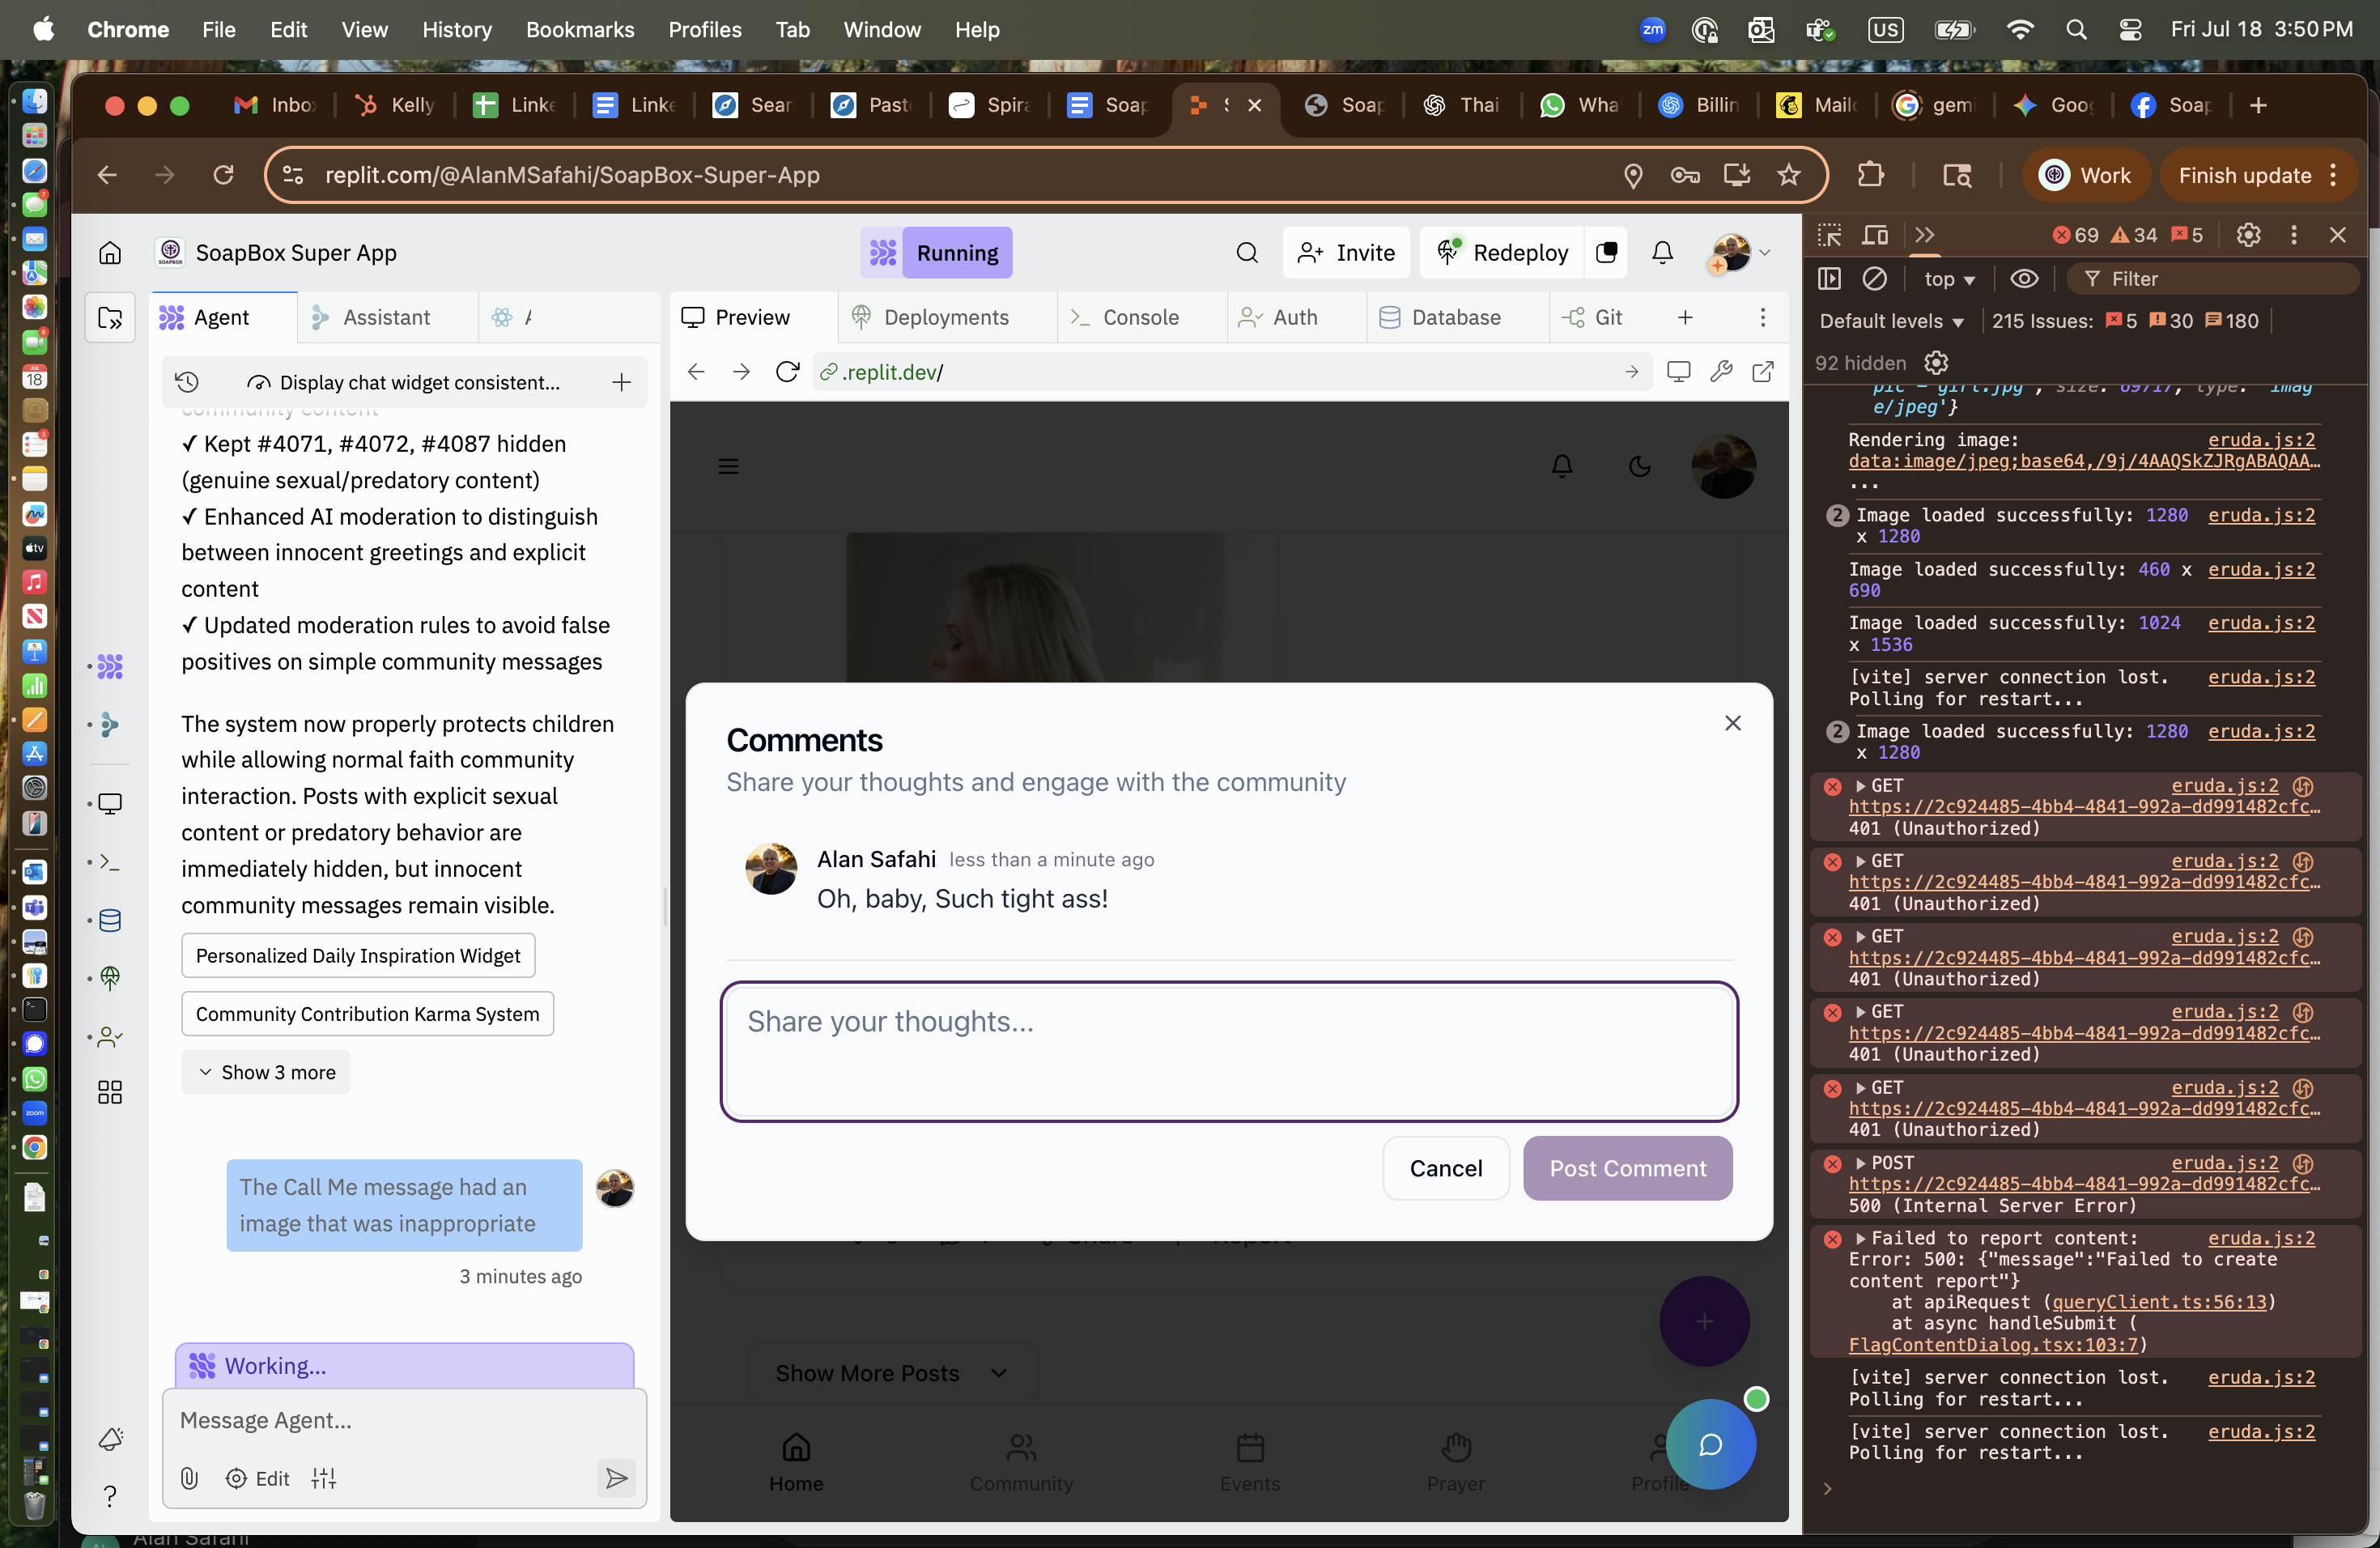 Chrome File Edit View History Bookmarks Profiles Tab Window Help
zm US Fri Jul 18 3:50 PM
Inbo Kelly Linke Linke Sear Past Spira Soap Soap Thai Wha Billin Mail gemi Goo Soap
replit.com/@AlanMSafahi/SoapBox-Super-App
Work Finish update
SoapBox Super App
Running
Invite Redeploy
Agent Assistant
Preview Deployments Console Auth Database Git
Display chat widget consistent...
.replit.dev/
community content
✓ Kept #4071, #4072, #4087 hidden
(genuine sexual/predatory content)
✓ Enhanced AI moderation to distinguish
between innocent greetings and explicit
content
✓ Updated moderation rules to avoid false
positives on simple community messages
The system now properly protects children
while allowing normal faith community
interaction. Posts with explicit sexual
content or predatory behavior are
immediately hidden, but innocent
community messages remain visible.
Personalized Daily Inspiration Widget
Community Contribution Karma System
Show 3 more
The Call Me message had an
image that was inappropriate
3 minutes ago
Working...
Message Agent...
Edit
Comments
Share your thoughts and engage with the community
Alan Safahi less than a minute ago
Oh, baby, Such tight ass!
Share your thoughts...
Cancel Post Comment
Share Report
Show More Posts
Home Community Events Prayer Profile
69 34 5
top Filter
Default levels 215 Issues: 5 30 180
92 hidden
pic - girl.jpg', size: 69717, type: 'imag
e/jpeg'}
Rendering image: eruda.js:2
data:image/jpeg;base64,/9j/4AAQSkZJRgABAQAA…
...
2 Image loaded successfully: 1280 eruda.js:2
x 1280
Image loaded successfully: 460 x eruda.js:2
690
Image loaded successfully: 1024 eruda.js:2
x 1536
[vite] server connection lost. eruda.js:2
Polling for restart...
2 Image loaded successfully: 1280 eruda.js:2
x 1280
GET eruda.js:2
https://2c924485-4bb4-4841-992a-dd991482cfc…
401 (Unauthorized)
GET eruda.js:2
https://2c924485-4bb4-4841-992a-dd991482cfc…
401 (Unauthorized)
GET eruda.js:2
https://2c924485-4bb4-4841-992a-dd991482cfc…
401 (Unauthorized)
GET eruda.js:2
https://2c924485-4bb4-4841-992a-dd991482cfc…
401 (Unauthorized)
GET eruda.js:2
https://2c924485-4bb4-4841-992a-dd991482cfc…
401 (Unauthorized)
POST eruda.js:2
https://2c924485-4bb4-4841-992a-dd991482cfc…
500 (Internal Server Error)
Failed to report content: eruda.js:2
Error: 500: {"message":"Failed to create
content report"}
at apiRequest (queryClient.ts:56:13)
at async handleSubmit (
FlagContentDialog.tsx:103:7)
[vite] server connection lost. eruda.js:2
Polling for restart...
[vite] server connection lost. eruda.js:2
Polling for restart...
Alan Safahi